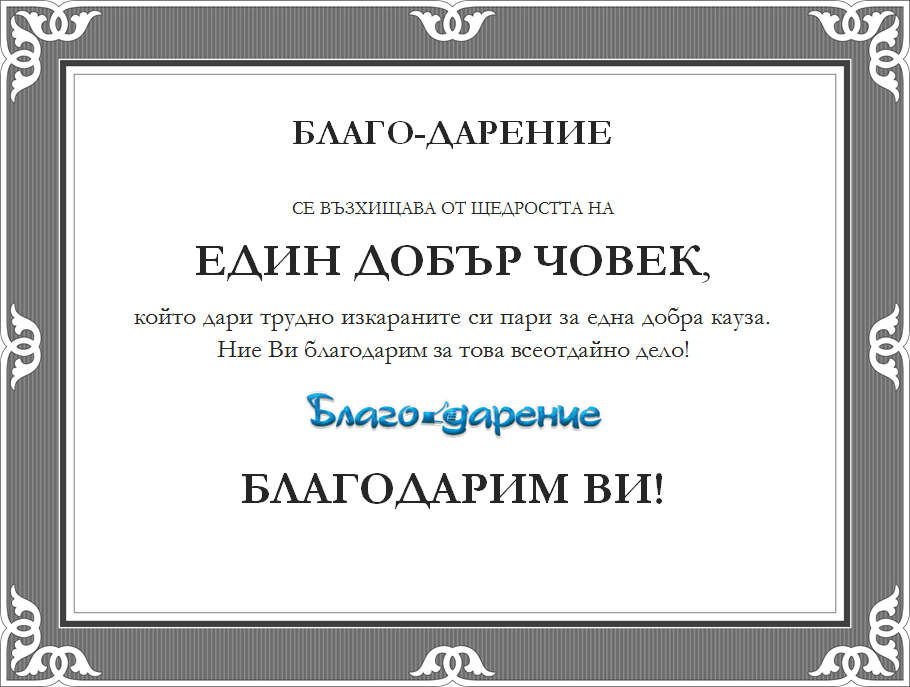 БЛАГО-ДАРЕНИЕ
СЕ ВЪЗХИЩАВА ОТ ЩЕДРОСТТА НА
ЕДИН ДОБЪР ЧОВЕК,
който дари трудно изкараните си пари за една добра кауза.
Ние Ви благодарим за това всеотдайно дело!
Благо дарение
БЛАГОДАРИМ ВИ!